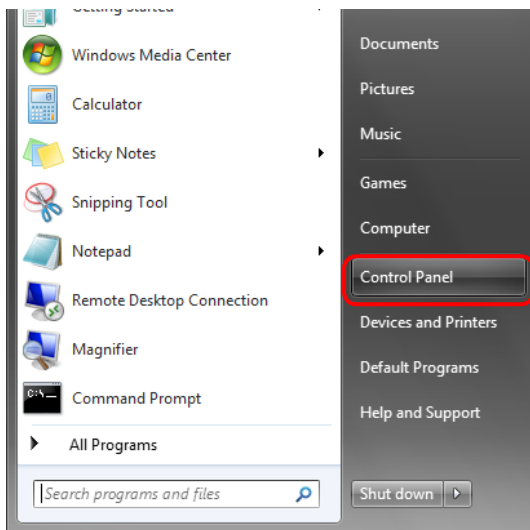 Getting Started
Windows Media Center
Calculator
Sticky Notes
Snipping Tool
Notepad
Remote Desktop Connection
Magnifier
C:\
Command Prompt
All Programs
Search programs and files
Documents
Pictures
Music
Games
Computer
Control Panel
Devices and Printers
Default Programs
Help and Support
Shut down